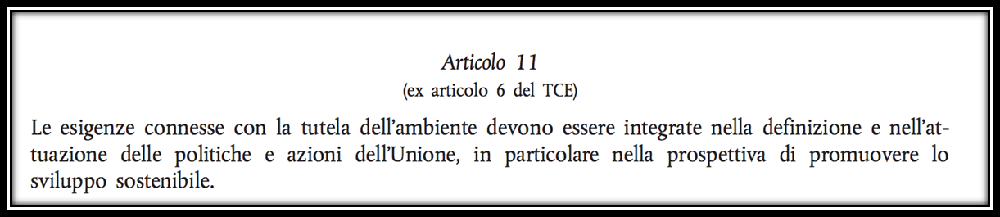 Articolo 11
(ex articolo 6 del TCE)
Le esigenze connesse con la tutela dell'ambiente devono essere integrate nella definizione e nell'at-
tuazione delle politiche e azioni dell'Unione, in particolare nella prospettiva di promuovere lo
sviluppo sostenibile.